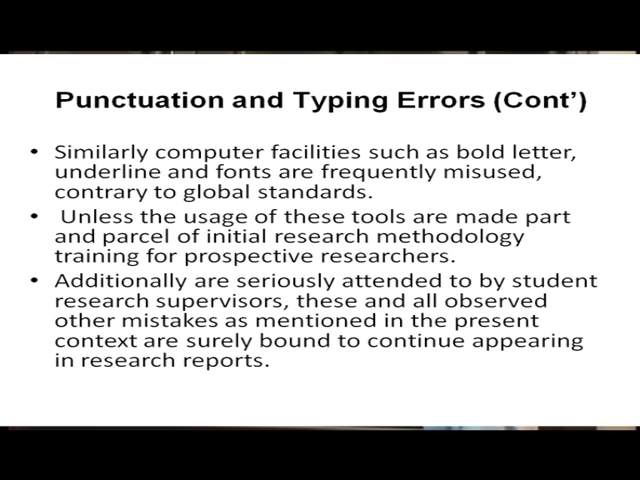 Punctuation and Typing Errors (Cont’)
• Similarly computer facilities such as bold letter,
underline and fonts are frequently misused,
contrary to global standards.
• Unless the usage of these tools are made part
and parcel of initial research methodology
training for prospective researchers.
• Additionally are seriously attended to by student
research supervisors, these and all observed
other mistakes as mentioned in the present
context are surely bound to continue appearing
in research reports.